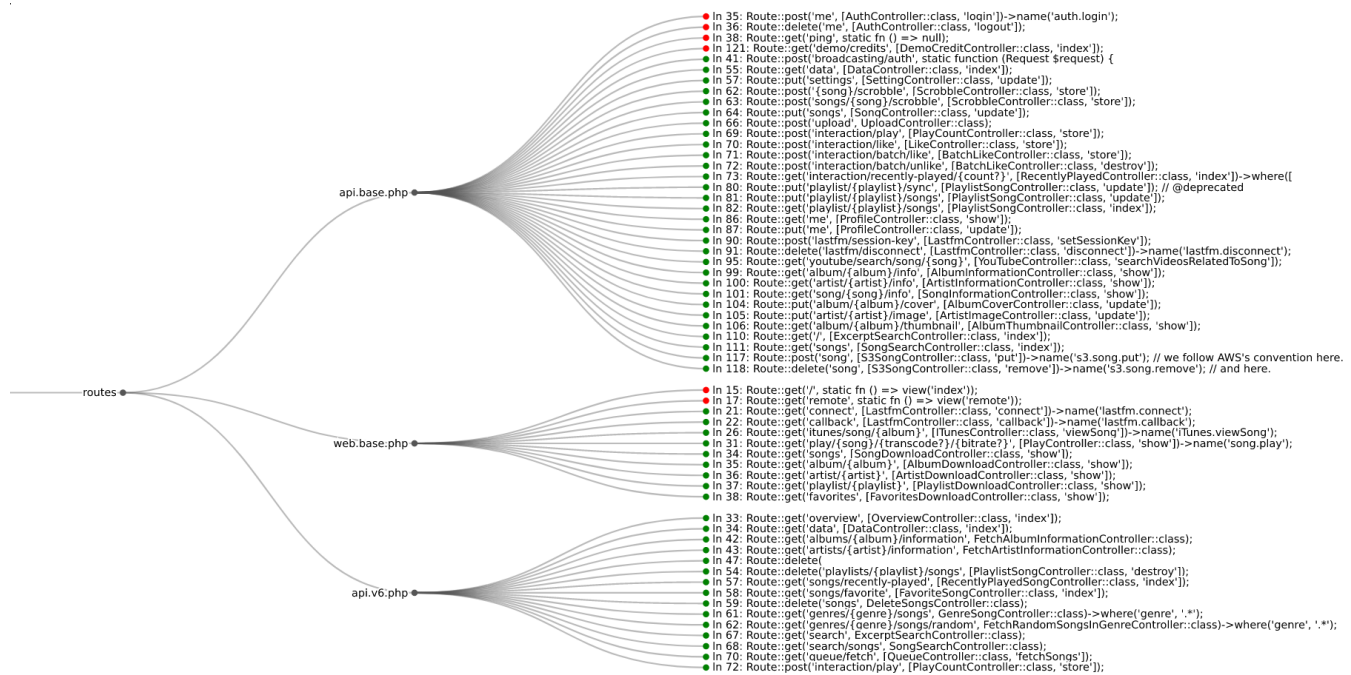 routes
api.base.php
ln 35: Route::post('me', [AuthController::class, 'login'])->name('auth.login');
ln 36: Route::delete('me', [AuthController::class, 'logout']);
ln 38: Route::get('ping', static fn () => null);
ln 121: Route::get('demo/credits', [DemoCreditController::class, 'index']);
ln 41: Route::post('broadcasting/auth', static function (Request $request) {
ln 55: Route::get('data', [DataController::class, 'index']);
ln 57: Route::put('settings', [SettingController::class, 'update']);
ln 62: Route::post('{song}/scrobble', [ScrobbleController::class, 'store']);
ln 63: Route::post('songs/{song}/scrobble', [ScrobbleController::class, 'store']);
ln 64: Route::put('songs', [SongController::class, 'update']);
ln 66: Route::post('upload', UploadController::class);
ln 69: Route::post('interaction/play', [PlayCountController::class, 'store']);
ln 70: Route::post('interaction/like', [LikeController::class, 'store']);
ln 71: Route::post('interaction/batch/like', [BatchLikeController::class, 'store']);
ln 72: Route::post('interaction/batch/unlike', [BatchLikeController::class, 'destroy']);
ln 73: Route::get('interaction/recently-played/{count?}', [RecentlyPlayedController::class, 'index'])->where([
ln 80: Route::put('playlist/{playlist}/sync', [PlaylistSongController::class, 'update']); // @deprecated
ln 81: Route::put('playlist/{playlist}/songs', [PlaylistSongController::class, 'update']);
ln 82: Route::get('playlist/{playlist}/songs', [PlaylistSongController::class, 'index']);
ln 86: Route::get('me', [ProfileController::class, 'show']);
ln 87: Route::put('me', [ProfileController::class, 'update']);
ln 90: Route::post('lastfm/session-key', [LastfmController::class, 'setSessionKey']);
ln 91: Route::delete('lastfm/disconnect', [LastfmController::class, 'disconnect'])->name('lastfm.disconnect');
ln 95: Route::get('youtube/search/song/{song}', [YouTubeController::class, 'searchVideosRelatedToSong']);
ln 99: Route::get('album/{album}/info', [AlbumInformationController::class, 'show']);
ln 100: Route::get('artist/{artist}/info', [ArtistInformationController::class, 'show']);
ln 101: Route::get('song/{song}/info', [SongInformationController::class, 'show']);
ln 104: Route::put('album/{album}/cover', [AlbumCoverController::class, 'update']);
ln 105: Route::put('artist/{artist}/image', [ArtistImageController::class, 'update']);
ln 106: Route::get('album/{album}/thumbnail', [AlbumThumbnailController::class, 'show']);
ln 110: Route::get('/', [ExcerptSearchController::class, 'index']);
ln 111: Route::get('songs', [SongSearchController::class, 'index']);
ln 117: Route::post('song', [S3SongController::class, 'put'])->name('s3.song.put'); // we follow AWS's convention here.
ln 118: Route::delete('song', [S3SongController::class, 'remove'])->name('s3.song.remove'); // and here.
web.base.php
ln 15: Route::get('/', static fn () => view('index'));
ln 17: Route::get('remote', static fn () => view('remote'));
ln 21: Route::get('connect', [LastfmController::class, 'connect'])->name('lastfm.connect');
ln 22: Route::get('callback', [LastfmController::class, 'callback'])->name('lastfm.callback');
ln 26: Route::get('itunes/song/{album}', [ITunesController::class, 'viewSong'])->name('iTunes.viewSong');
ln 31: Route::get('play/{song}/{transcode?}/{bitrate?}', [PlayController::class, 'show'])->name('song.play');
ln 34: Route::get('songs', [SongDownloadController::class, 'show']);
ln 35: Route::get('album/{album}', [AlbumDownloadController::class, 'show']);
ln 36: Route::get('artist/{artist}', [ArtistDownloadController::class, 'show']);
ln 37: Route::get('playlist/{playlist}', [PlaylistDownloadController::class, 'show']);
ln 38: Route::get('favorites', [FavoritesDownloadController::class, 'show']);
api.v6.php
ln 33: Route::get('overview', [OverviewController::class, 'index']);
ln 34: Route::get('data', [DataController::class, 'index']);
ln 42: Route::get('albums/{album}/information', FetchAlbumInformationController::class);
ln 43: Route::get('artists/{artist}/information', FetchArtistInformationController::class);
ln 47: Route::delete(
ln 54: Route::delete('playlists/{playlist}/songs', [PlaylistSongController::class, 'destroy']);
ln 57: Route::get('songs/recently-played', [RecentlyPlayedSongController::class, 'index']);
ln 58: Route::get('songs/favorite', [FavoriteSongController::class, 'index']);
ln 59: Route::delete('songs', DeleteSongsController::class);
ln 61: Route::get('genres/{genre}/songs', GenreSongController::class)->where('genre', '.*');
ln 62: Route::get('genres/{genre}/songs/random', FetchRandomSongsInGenreController::class)->where('genre', '.*');
ln 67: Route::get('search', ExcerptSearchController::class);
ln 68: Route::get('search/songs', SongSearchController::class);
ln 70: Route::get('queue/fetch', [QueueController::class, 'fetchSongs']);
ln 72: Route::post('interaction/play', [PlayCountController::class, 'store']);